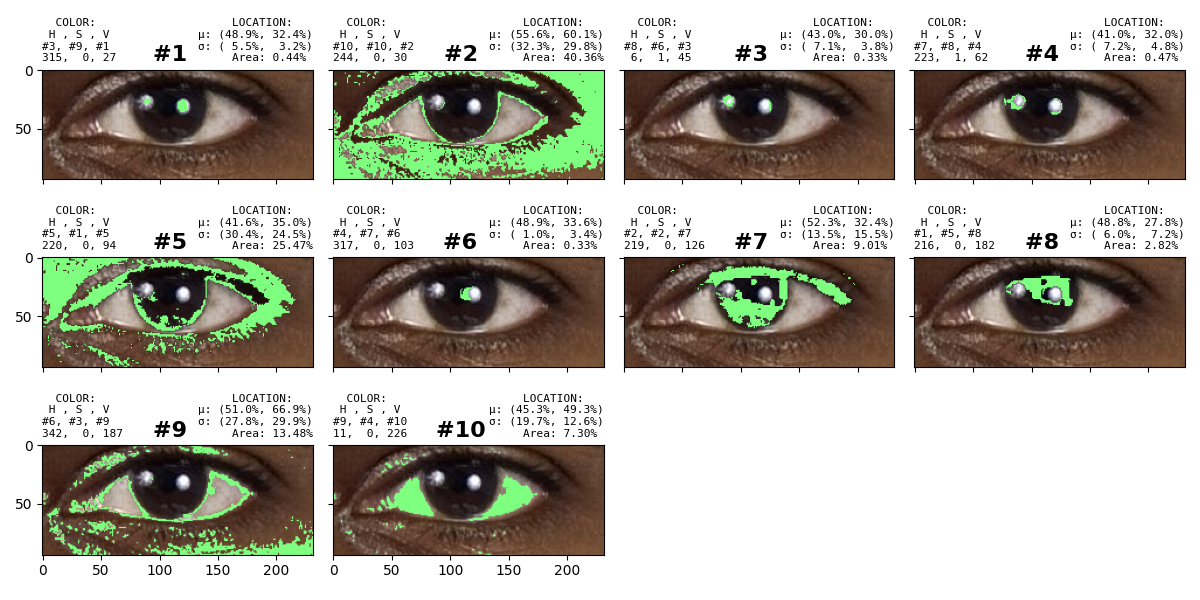 COLOR: LOCATION:
H , S , V μ: (48.9%, 32.4%)
#3, #9, #1 #1 σ: ( 5.5%, 3.2%)
315, 0, 27 Area: 0.44%
COLOR: LOCATION:
H , S , V μ: (55.6%, 60.1%)
#10, #10, #2 #2 σ: (32.3%, 29.8%)
244, 0, 30 Area: 40.36%
COLOR: LOCATION:
H , S , V μ: (43.0%, 30.0%)
#8, #6, #3 #3 σ: ( 7.1%, 3.8%)
6, 1, 45 Area: 0.33%
COLOR: LOCATION:
H , S , V μ: (41.0%, 32.0%)
#7, #8, #4 #4 σ: ( 7.2%, 4.8%)
223, 1, 62 Area: 0.47%
0
50
COLOR: LOCATION:
H , S , V μ: (41.6%, 35.0%)
#5, #1, #5 #5 σ: (30.4%, 24.5%)
220, 0, 94 Area: 25.47%
COLOR: LOCATION:
H , S , V μ: (48.9%, 33.6%)
#4, #7, #6 #6 σ: ( 1.0%, 3.4%)
317, 0, 103 Area: 0.33%
COLOR: LOCATION:
H , S , V μ: (52.3%, 32.4%)
#2, #2, #7 #7 σ: (13.5%, 15.5%)
219, 0, 126 Area: 9.01%
COLOR: LOCATION:
H , S , V μ: (48.8%, 27.8%)
#1, #5, #8 #8 σ: ( 6.0%, 7.2%)
216, 0, 182 Area: 2.82%
0
50
COLOR: LOCATION:
H , S , V μ: (51.0%, 66.9%)
#6, #3, #9 #9 σ: (27.8%, 29.9%)
342, 0, 187 Area: 13.48%
COLOR: LOCATION:
H , S , V μ: (45.3%, 49.3%)
#9, #4, #10 #10 σ: (19.7%, 12.6%)
11, 0, 226 Area: 7.30%
0
50
0 50 100 150 200
0 50 100 150 200